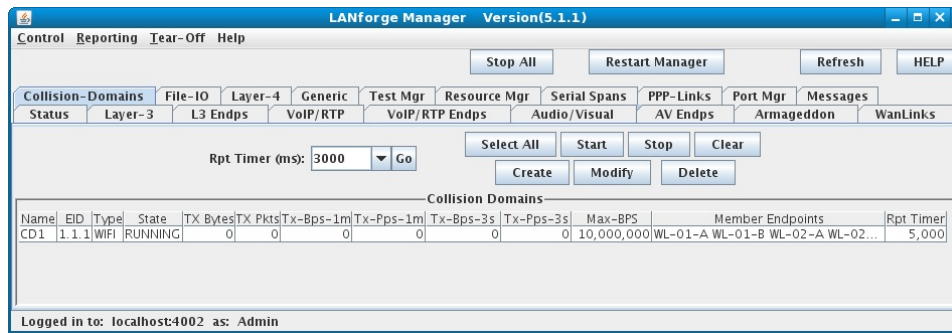 LANforge Manager Version(5.1.1)
Control Reporting Tear-Off Help
Stop All Restart Manager Refresh HELP
Collision-Domains File-IO Layer-4 Generic Test Mgr Resource Mgr Serial Spans PPP-Links Port Mgr Messages
Status Layer-3 L3 Endps VoIP/RTP VoIP/RTP Endps Audio/Visual AV Endps Armageddon WanLinks
Select All Start Stop Clear
Rpt Timer (ms): 3000 Go
Create Modify Delete
Collision Domains
Name EID Type State TX Bytes TX Pkts Tx-Bps-1m Tx-Pps-1m Tx-Bps-3s Tx-Pps-3s Max-BPS Member Endpoints Rpt Timer
CD1 1.1.1 WIFI RUNNING 0 0 0 0 0 0 10,000,000 WL-01-A WL-01-B WL-02-A WL-02... 5,000
Logged in to: localhost:4002 as: Admin